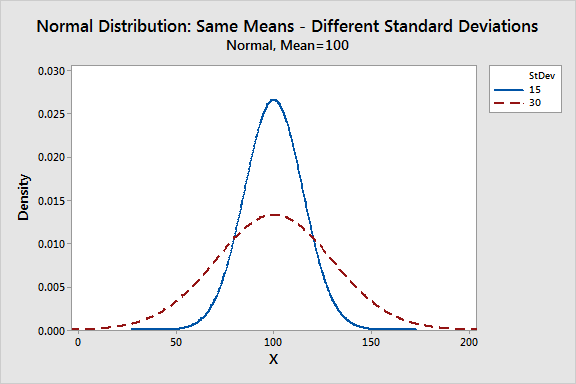 Normal Distribution: Same Means - Different Standard Deviations
Normal, Mean=100
StDev
15
30
Density
0.030
0.025
0.020
0.015
0.010
0.005
0.000
0 50 100 150 200
X